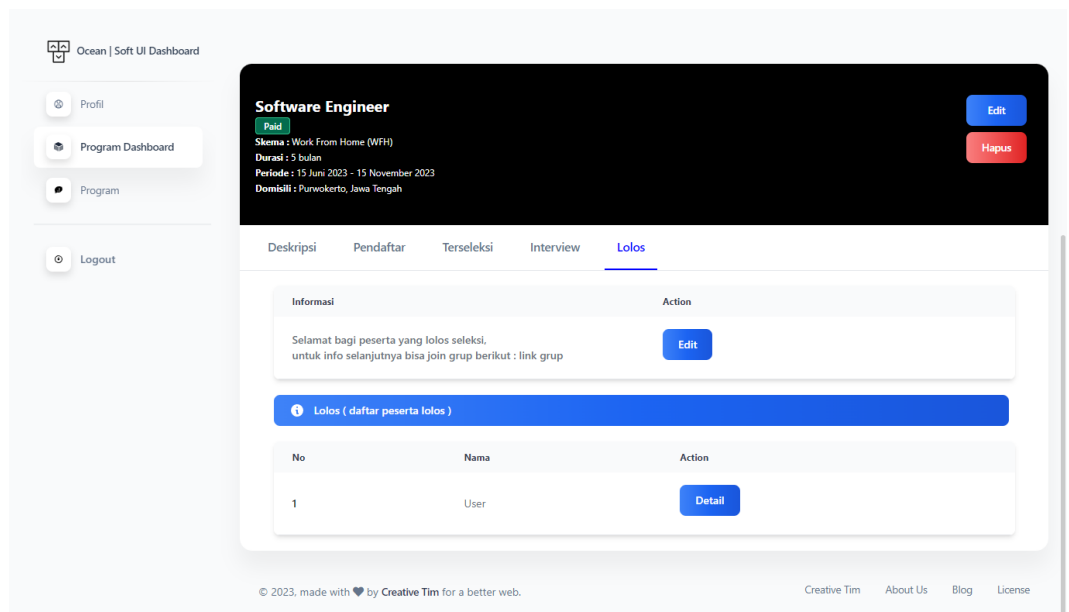 Ocean | Soft UI Dashboard
Profil
Program Dashboard
Program
Logout
Software Engineer
Paid
Skema : Work From Home (WFH)
Durasi : 5 bulan
Periode : 15 Juni 2023 - 15 November 2023
Domisili : Purwokerto, Jawa Tengah
Edit
Hapus
Deskripsi Pendaftar Terseleksi Interview Lolos
Informasi Action
Selamat bagi peserta yang lolos seleksi,
untuk info selanjutnya bisa join grup berikut : link grup
Edit
Lolos ( daftar peserta lolos )
No Nama Action
1 User Detail
© 2023, made with ♥ by Creative Tim for a better web.
Creative Tim About Us Blog License